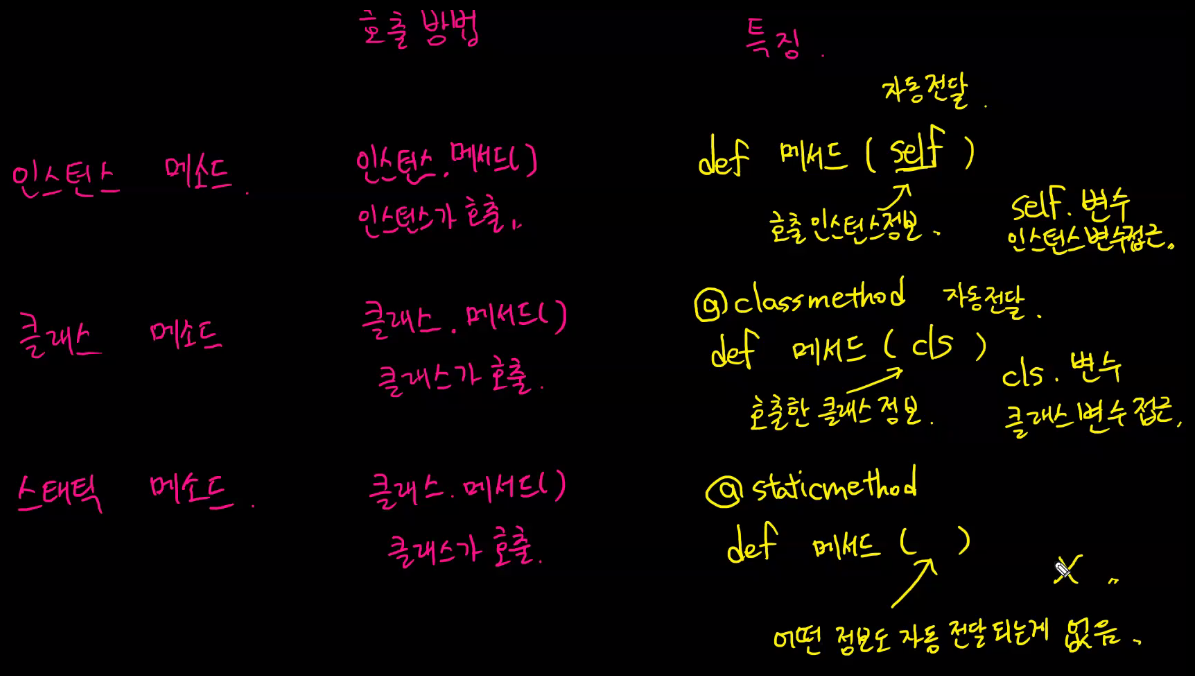 호출 방법
특징 .
자동전달 .
인스턴스 메소드 .
인스턴스.메서드()
인스턴스가 호출.
def 메서드 ( self )
호출 인스턴스정보 .
self. 변수
인스턴스변수접근.
클래스 메소드
클래스 . 메서드()
클래스가 호출.
@classmethod 자동전달 .
def 메서드 ( cls )
호출한 클래스 정보 .
cls . 변수
클래스 변수 접근.
스태틱 메소드 .
클래스.메서드()
클래스가 호출.
@staticmethod
def 메서드 ( )
X ..
어떤 정보도 자동 전달 되는게 없음 .